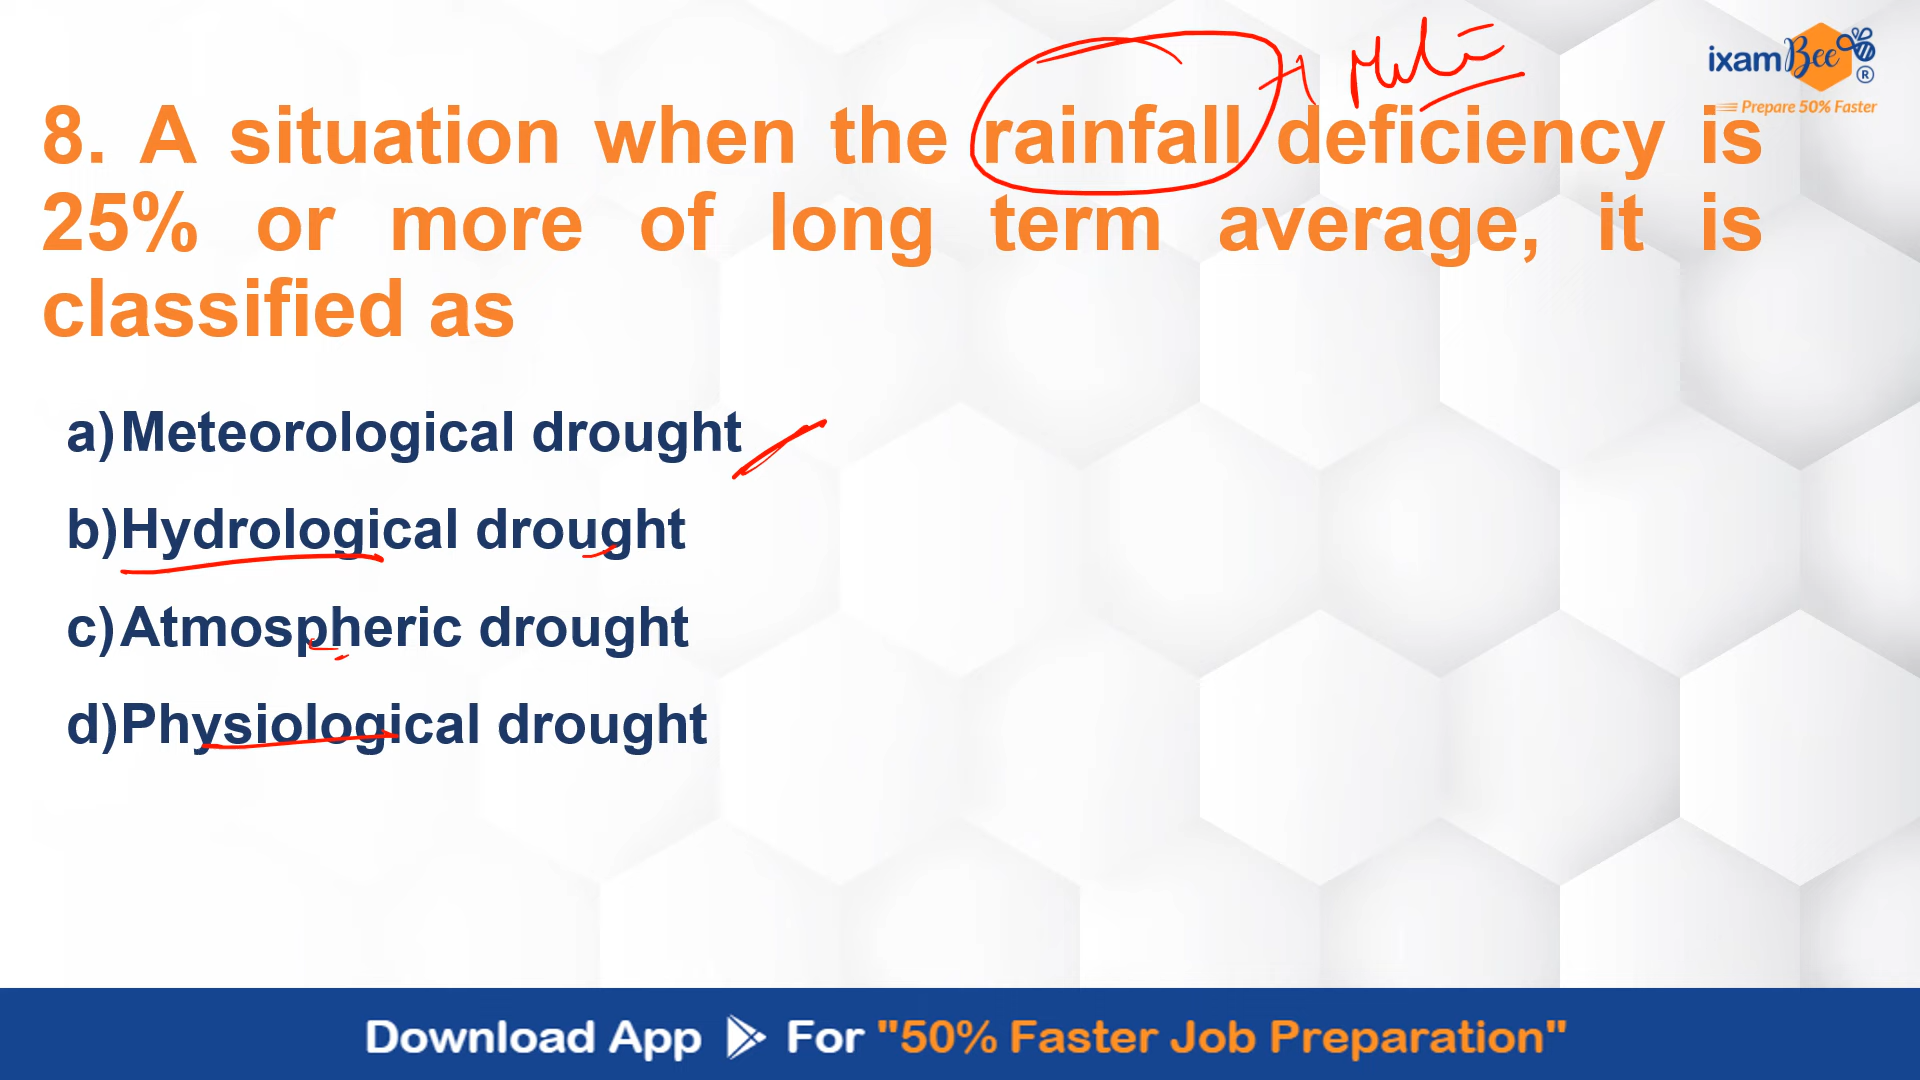 ixamBee
Prepare 50% Faster
8. A situation when the rainfall deficiency is
25% or more of long term average, it is
classified as
a) Meteorological drought
b) Hydrological drought
c) Atmospheric drought
d) Physiological drought
Download App For "50% Faster Job Preparation"